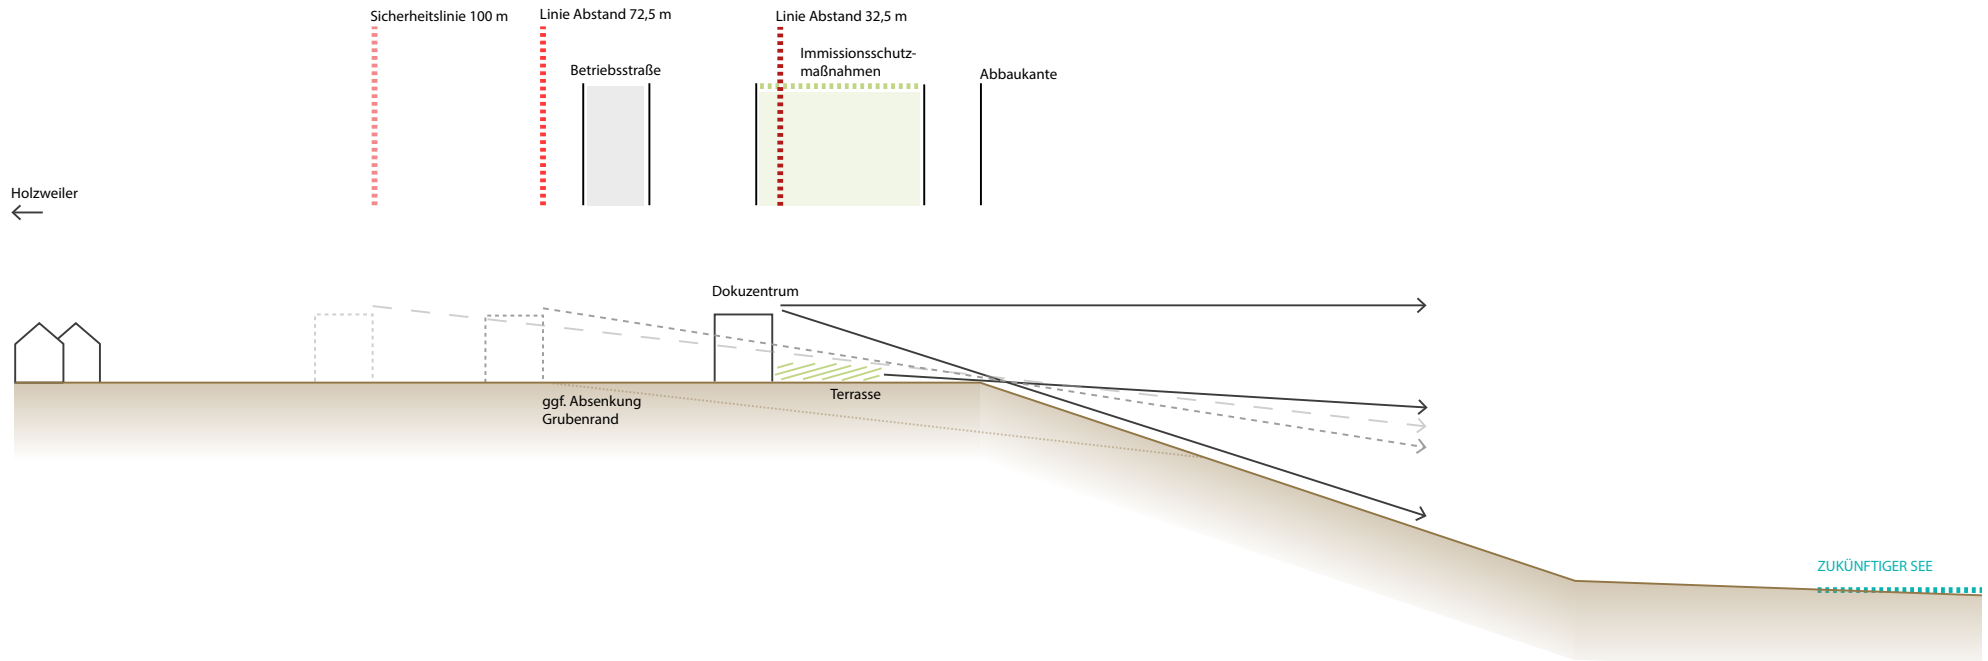 Sicherheitslinie 100 m
Linie Abstand 72,5 m
Linie Abstand 32,5 m
Immissionsschutz-
maßnahmen
Betriebsstraße
Abbaukante
Holzweiler
Dokuzentrum
Terrasse
ggf. Absenkung
Grubenrand
ZUKÜNFTIGER SEE